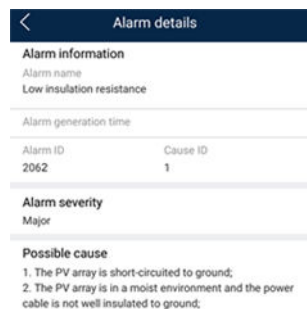 Alarm details
Alarm information
Alarm name
Low insulation resistance
Alarm generation time
Alarm ID
Cause ID
2062
1
Alarm severity
Major
Possible cause
1. The PV array is short-circuited to ground;
2. The PV array is in a moist environment and the power
cable is not well insulated to ground;